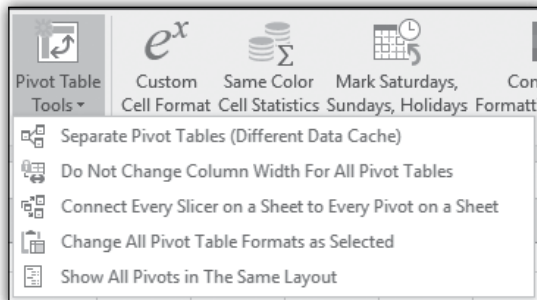 e^x
Σ
Pivot Table Custom Same Color Mark Saturdays, Con
Tools Cell Format Cell Statistics Sundays, Holidays Formatt
Separate Pivot Tables (Different Data Cache)
Do Not Change Column Width For All Pivot Tables
Connect Every Slicer on a Sheet to Every Pivot on a Sheet
Change All Pivot Table Formats as Selected
Show All Pivots in The Same Layout